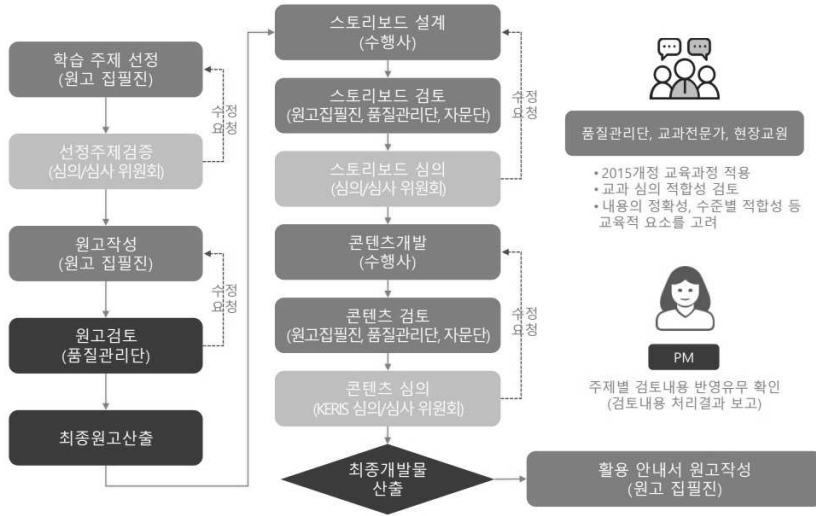 학습 주제 선정
(원고 집필진)
수정
요청
선정주제검증
(심의/심사 위원회)
원고작성
(원고 집필진)
수정
요청
원고검토
(품질관리단)
최종원고산출
스토리보드 설계
(수행사)
스토리보드 검토
(원고집필진, 품질관리단, 자문단)
수정
요청
스토리보드 심의
(심의/심사 위원회)
콘텐츠개발
(수행사)
콘텐츠 검토
(원고집필진, 품질관리단, 자문단)
수정
요청
콘텐츠 심의
(KERIS 심의/심사 위원회)
최종개발물
산출
품질관리단, 교과전문가, 현장교원
• 2015개정 교육과정 적용
• 교과 심의 적합성 검토
• 내용의 정확성, 수준별 적합성 등
교육적 요소를 고려
PM
주제별 검토내용 반영유무 확인
(검토내용 처리결과 보고)
활용 안내서 원고작성
(원고 집필진)